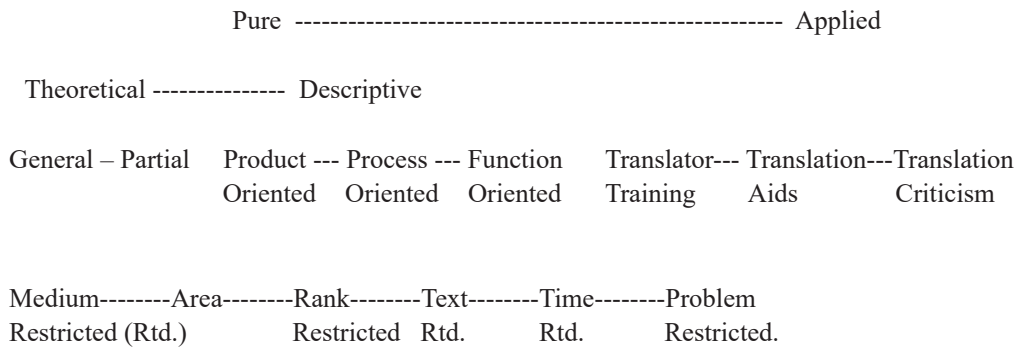 Pure ------------------------------------------------------- Applied
Theoretical --------------- Descriptive
General – Partial Product --- Process --- Function Translator--- Translation---Translation
Oriented Oriented Oriented Training Aids Criticism
Medium--------Area--------Rank--------Text--------Time--------Problem
Restricted (Rtd.) Restricted Rtd. Rtd. Restricted.